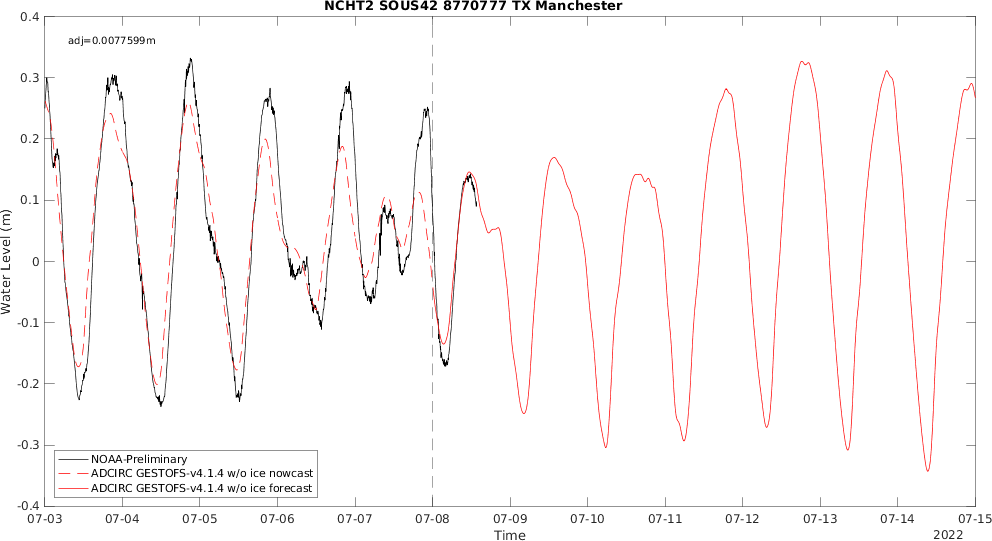 NCHT2 SOUS42 8770777 TX Manchester
adj=0.0077599m
0.4
0.3
0.2
0.1
0
-0.1
-0.2
-0.3
-0.4
Water Level (m)
NOAA-Preliminary
ADCIRC GESTOFS-v4.1.4 w/o ice nowcast
ADCIRC GESTOFS-v4.1.4 w/o ice forecast
07-03 07-04 07-05 07-06 07-07 07-08 07-09 07-10 07-11 07-12 07-13 07-14 07-15
Time
2022